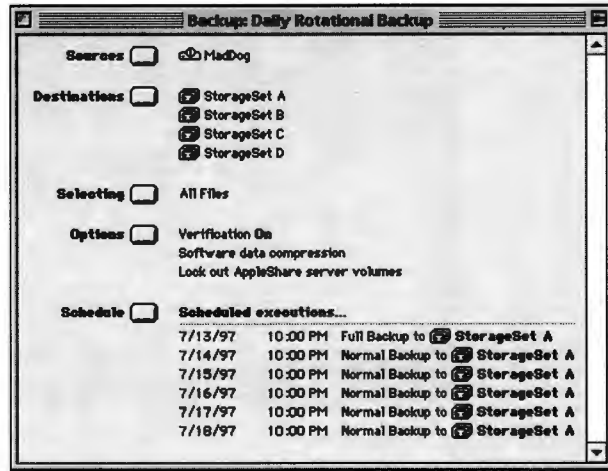 Backup: Daily Rotational Backup
Sources MadDog
Destinations StorageSet A
StorageSet B
StorageSet C
StorageSet D
Selecting All Files
Options Verification On
Software data compression
Lock out AppleShare server volumes
Schedule Scheduled executions...
7/13/97 10:00 PM Full Backup to StorageSet A
7/14/97 10:00 PM Normal Backup to StorageSet A
7/15/97 10:00 PM Normal Backup to StorageSet A
7/16/97 10:00 PM Normal Backup to StorageSet A
7/17/97 10:00 PM Normal Backup to StorageSet A
7/18/97 10:00 PM Normal Backup to StorageSet A